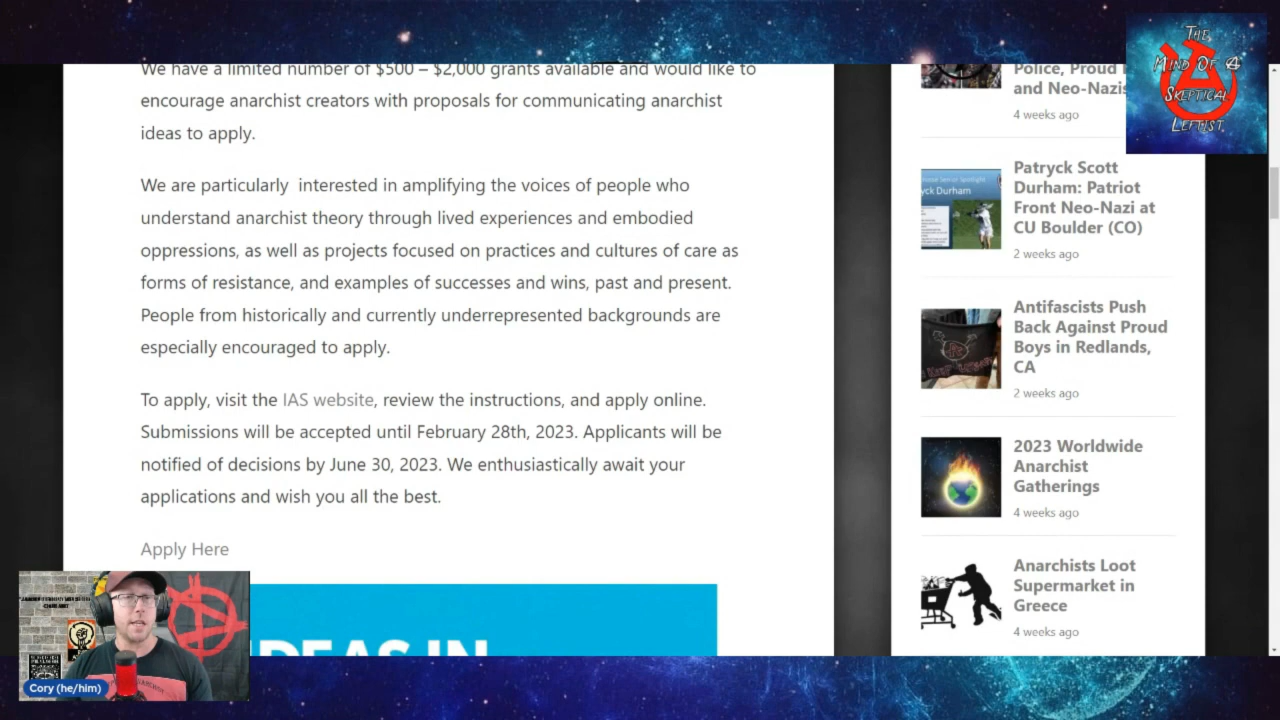 We have a limited number of $500 – $2,000 grants available and would like to
encourage anarchist creators with proposals for communicating anarchist
ideas to apply.
We are particularly interested in amplifying the voices of people who
understand anarchist theory through lived experiences and embodied
oppressions, as well as projects focused on practices and cultures of care as
forms of resistance, and examples of successes and wins, past and present.
People from historically and currently underrepresented backgrounds are
especially encouraged to apply.
To apply, visit the IAS website, review the instructions, and apply online.
Submissions will be accepted until February 28th, 2023. Applicants will be
notified of decisions by June 30, 2023. We enthusiastically await your
applications and wish you all the best.
Apply Here
IDEAS IN
Police, Proud
and Neo-Nazis
4 weeks ago
Patryck Scott
Durham: Patriot
Front Neo-Nazi at
CU Boulder (CO)
2 weeks ago
Antifascists Push
Back Against Proud
Boys in Redlands,
CA
2 weeks ago
2023 Worldwide
Anarchist
Gatherings
4 weeks ago
Anarchists Loot
Supermarket in
Greece
4 weeks ago
The
Mind Of A
Skeptical
Leftist
Cory (he/him)